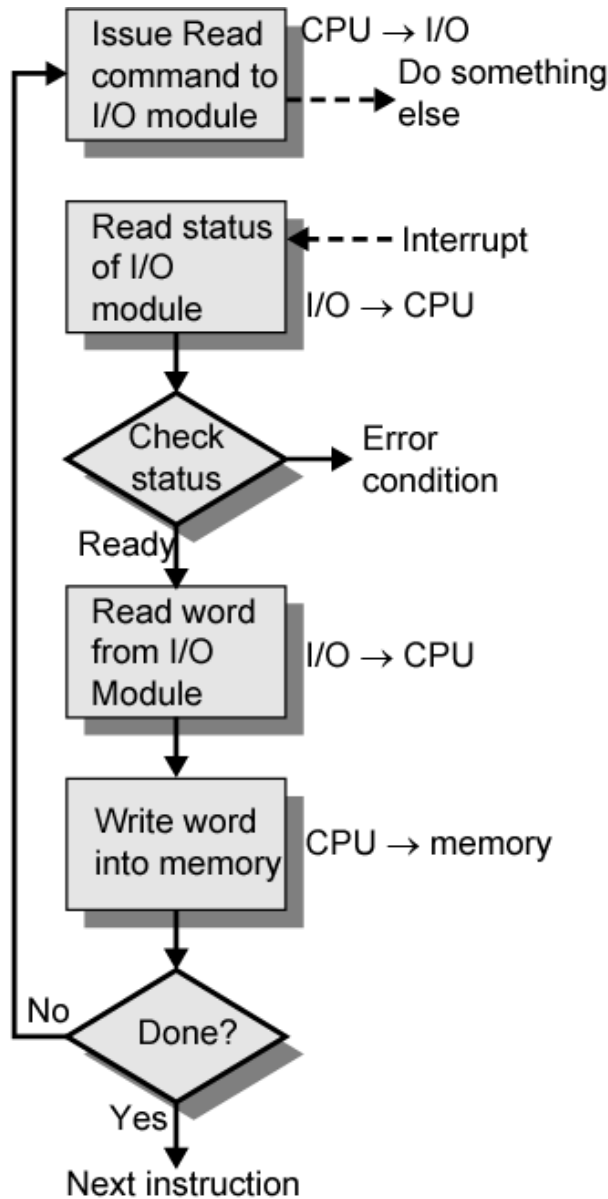 Issue Read
command to
I/O module
CPU → I/O
Do something
else
Read status
of I/O
module
Interrupt
I/O → CPU
Check
status
Error
condition
Ready
Read word
from I/O
Module
I/O → CPU
Write word
into memory
CPU → memory
No
Done?
Yes
Next instruction